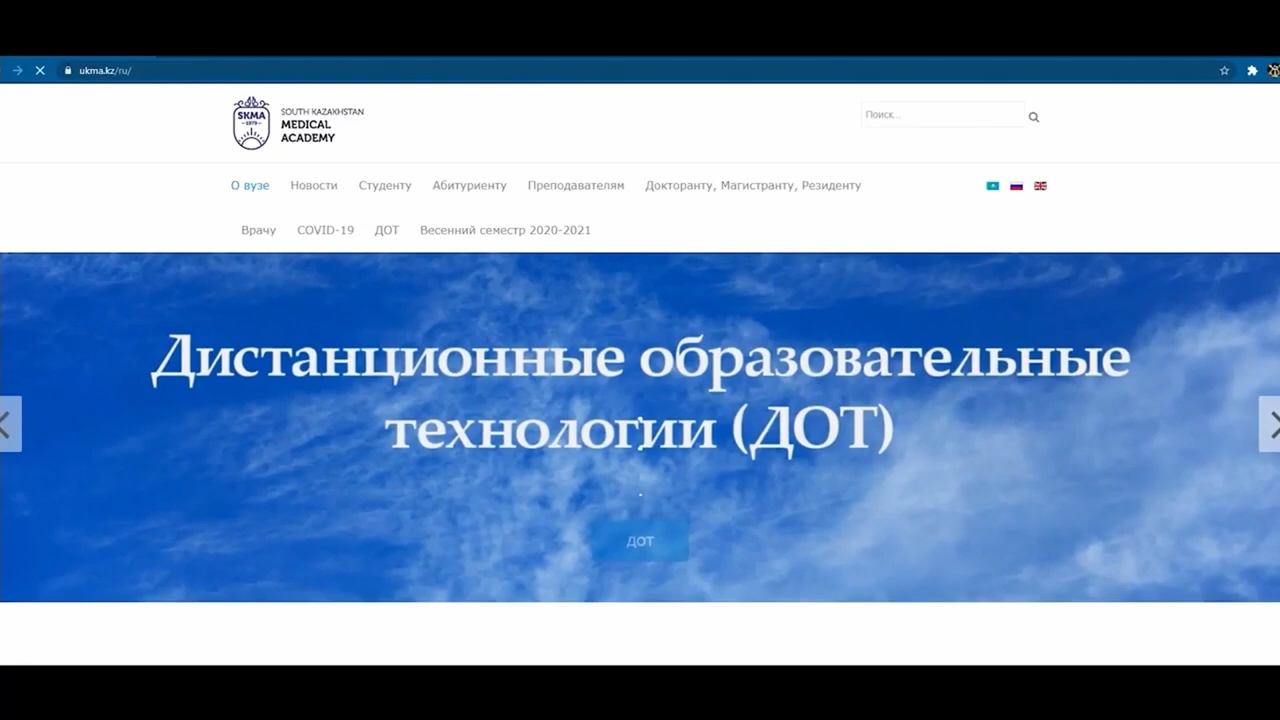 ukma.kz/ru/
SKMA
1979
SOUTH KAZAKHSTAN
MEDICAL
ACADEMY
Поиск...
О вузе Новости Студенту Абитуриенту Преподавателям Докторанту, Магистранту, Резиденту
Врачу COVID-19 ДОТ Весенний семестр 2020-2021
Дистанционные образовательные
технологии (ДОТ)
.
ДОТ